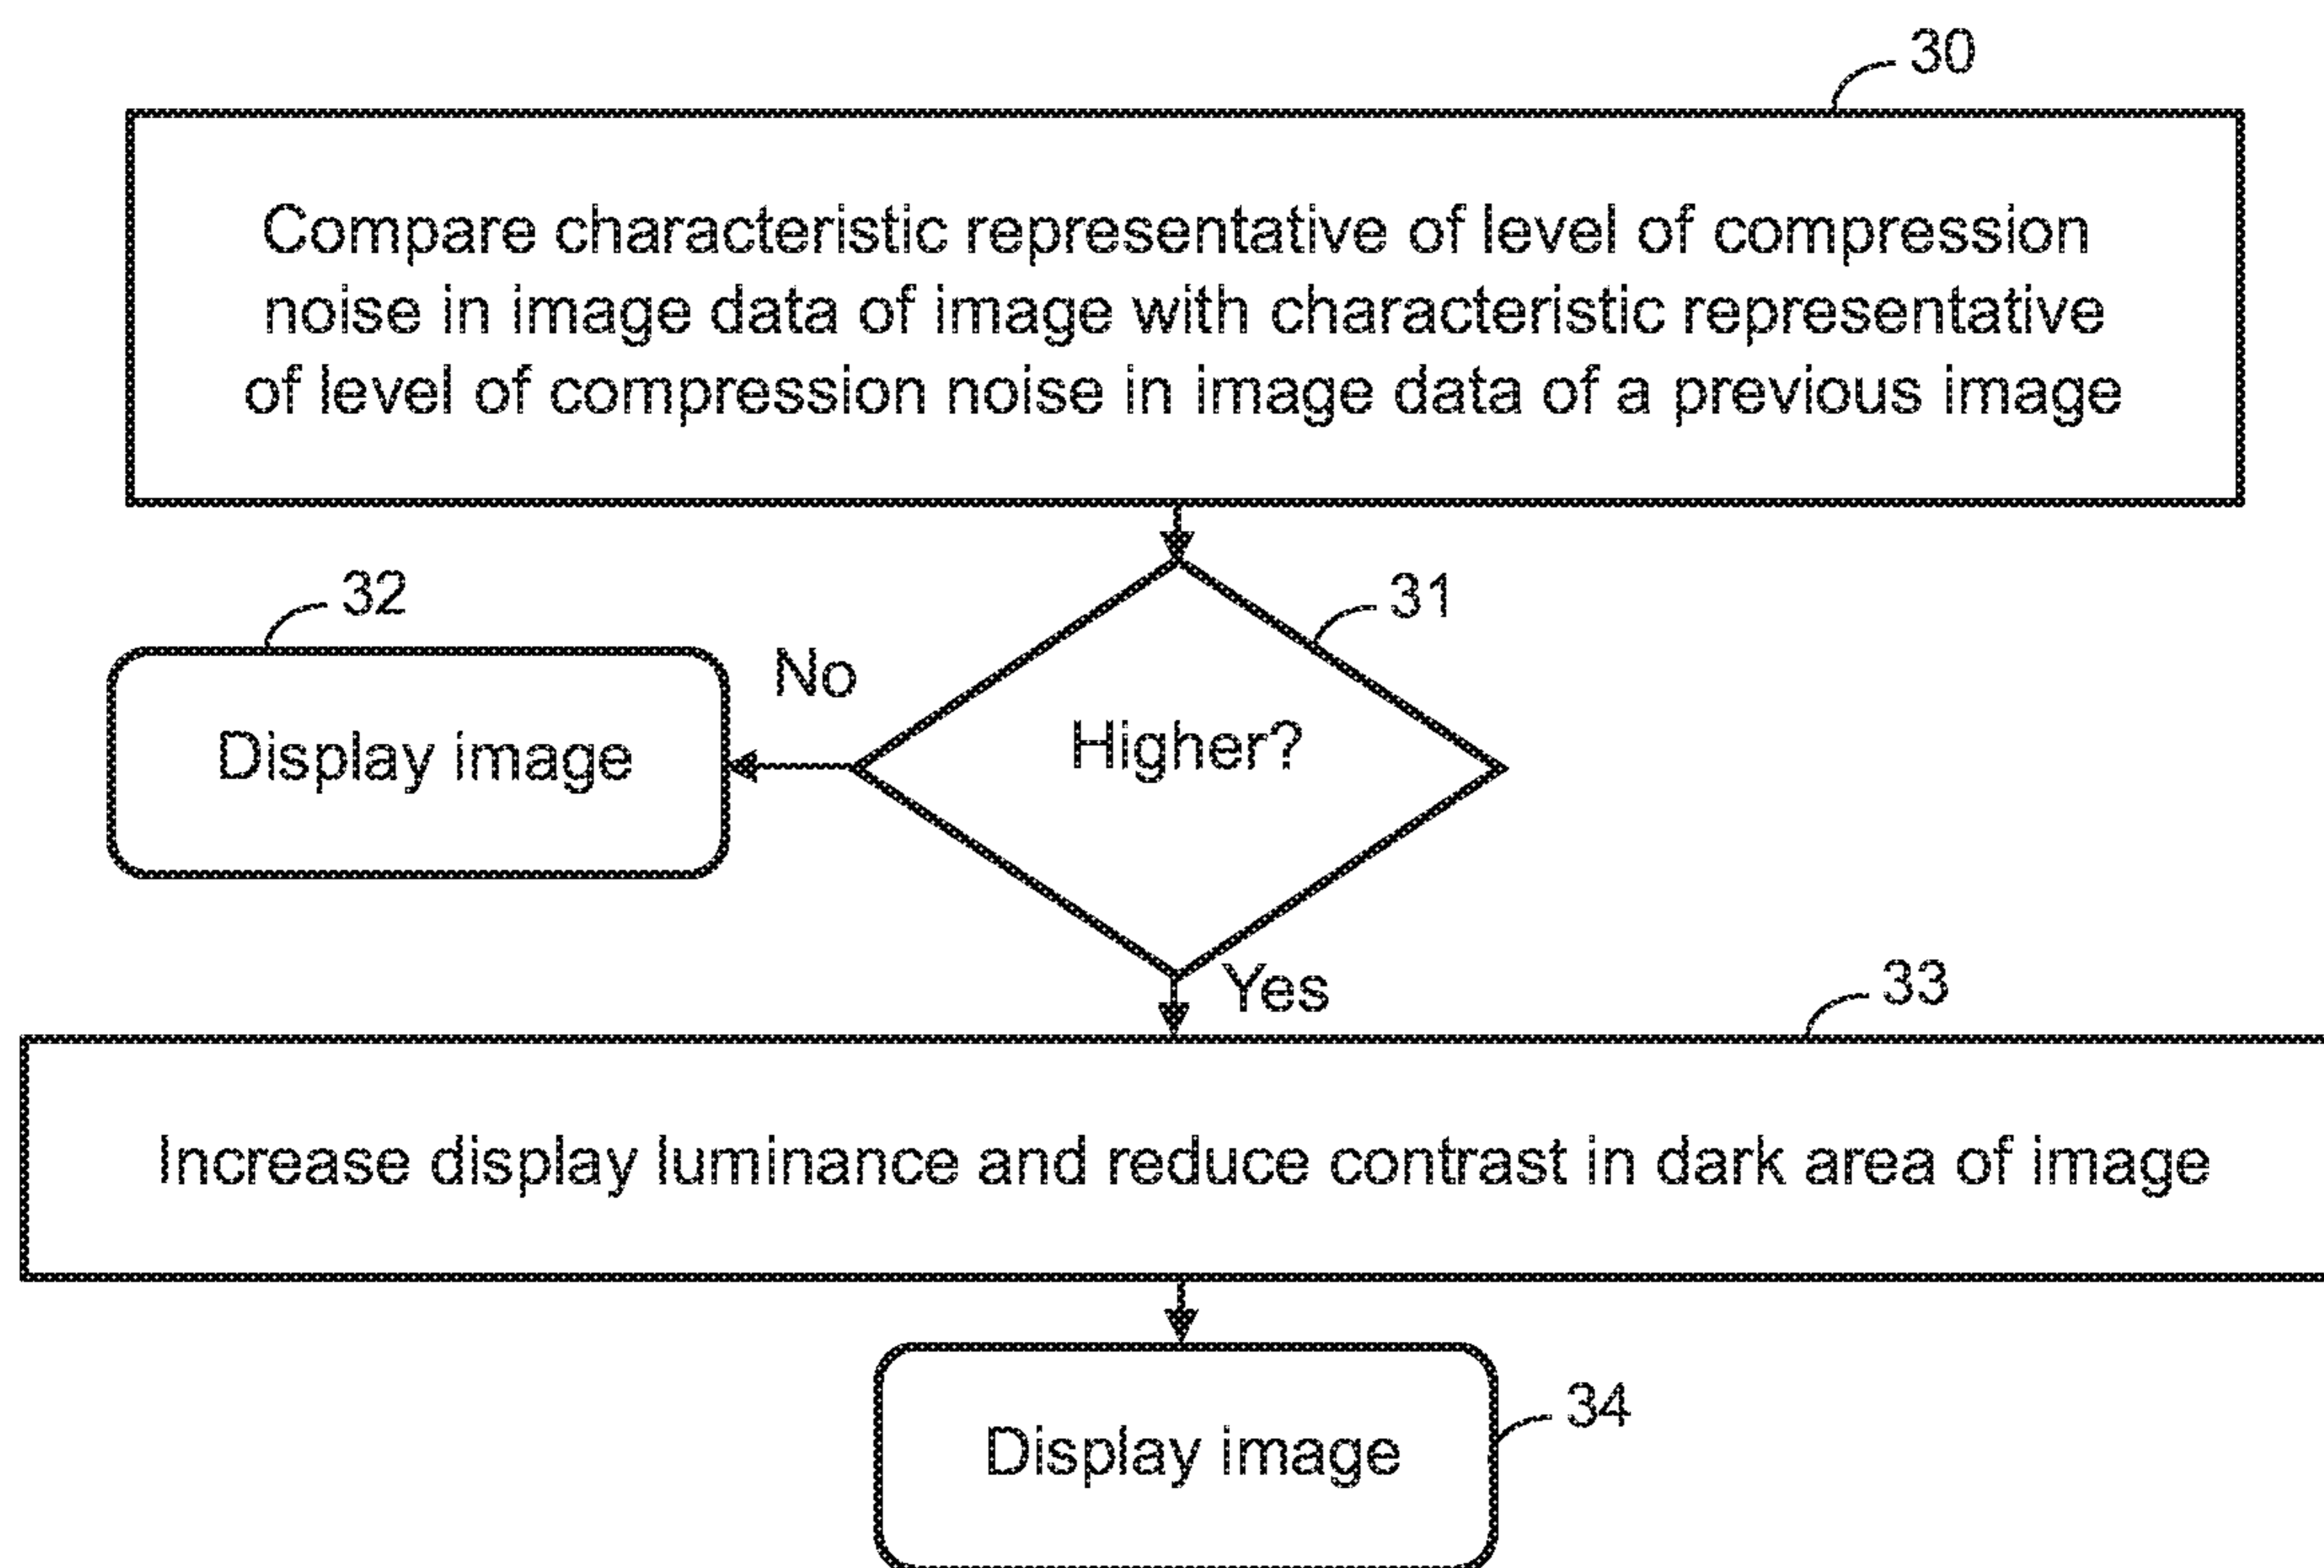 30
Compare characteristic representative of level of compression
noise in image data of image with characteristic representative
of level of compression noise in image data of a previous image
32
31
No
Higher?
Display image
Yes
33
Increase display luminance and reduce contrast in dark area of image
Display image
34